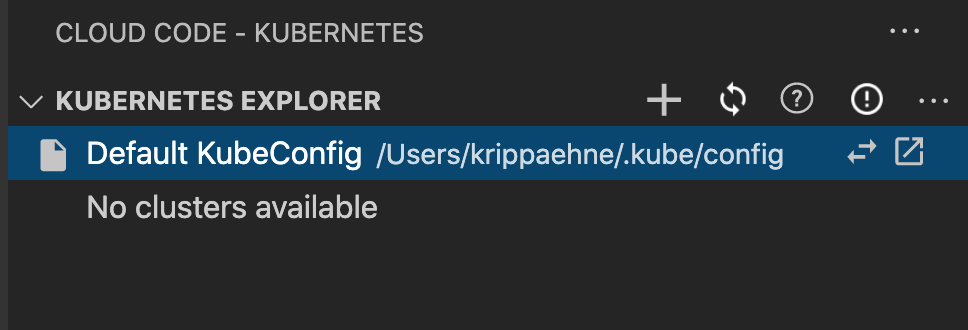 CLOUD CODE - KUBERNETES
KUBERNETES EXPLORER
Default KubeConfig /Users/krippaehne/.kube/config
No clusters available